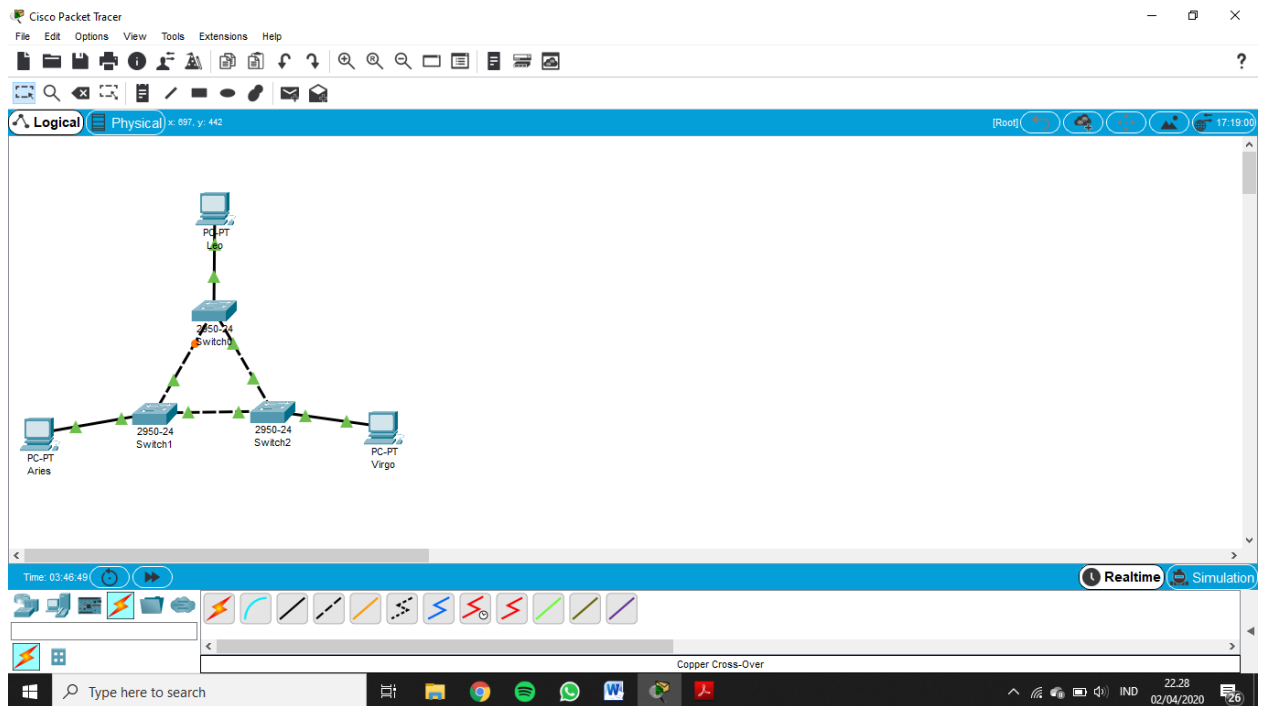 Cisco Packet Tracer
File Edit Options View Tools Extensions Help
?
Logical Physical x: 697, y: 442 [Root] 17:19:00
PC-PT
Leo
2950-24
Switch0
2950-24
Switch1
2950-24
Switch2
PC-PT
Aries
PC-PT
Virgo
Time: 03:46:49 Realtime Simulation
Copper Cross-Over
Type here to search
IND
22.28
02/04/2020
26